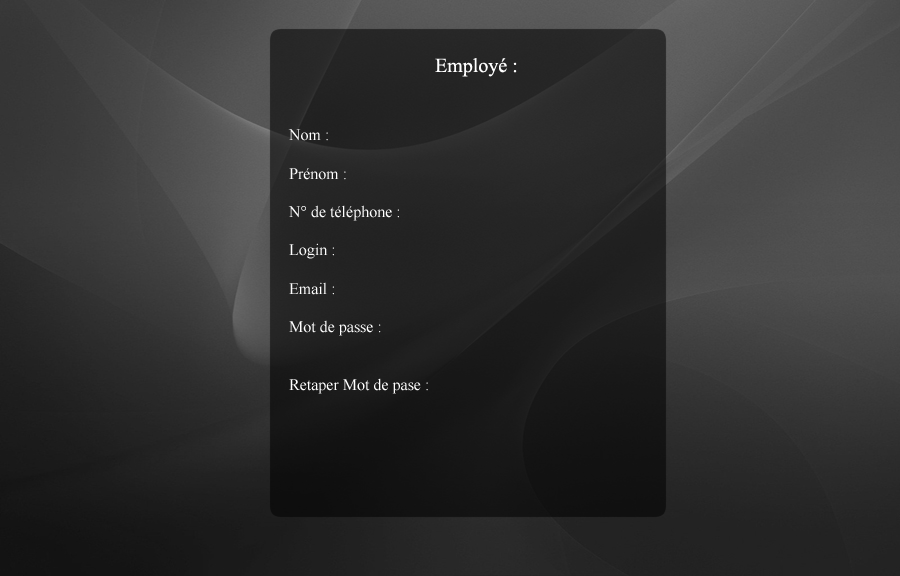 Employé :
Nom :
Prénom :
N° de téléphone :
Login :
Email :
Mot de passe :
Retaper Mot de pase :